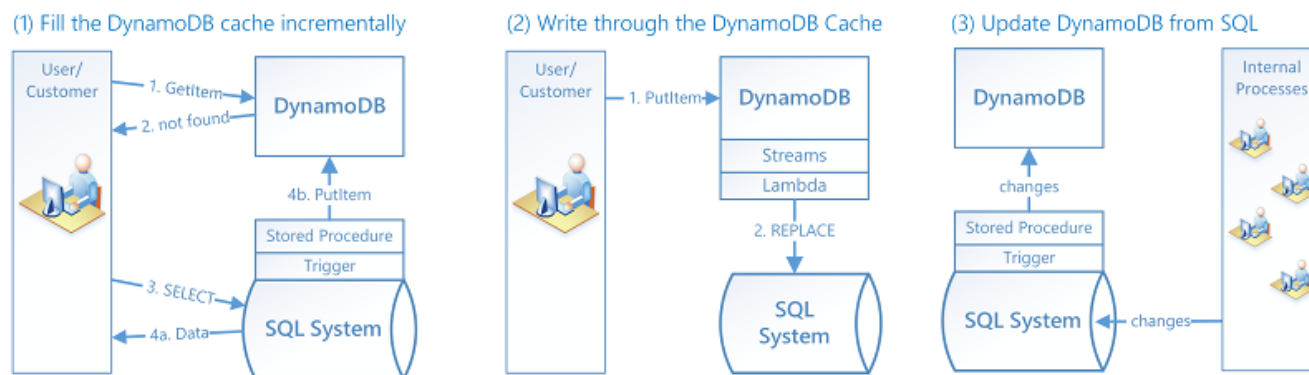 (1) Fill the DynamoDB cache incrementally
User/
Customer
1. GetItem
2. not found
DynamoDB
4b. PutItem
Stored Procedure
Trigger
3. SELECT
4a. Data
SQL System
(2) Write through the DynamoDB Cache
User/
Customer
1. PutItem
DynamoDB
Streams
Lambda
2. REPLACE
SQL
System
(3) Update DynamoDB from SQL
DynamoDB
changes
Stored Procedure
Trigger
SQL System
changes
Internal
Processes